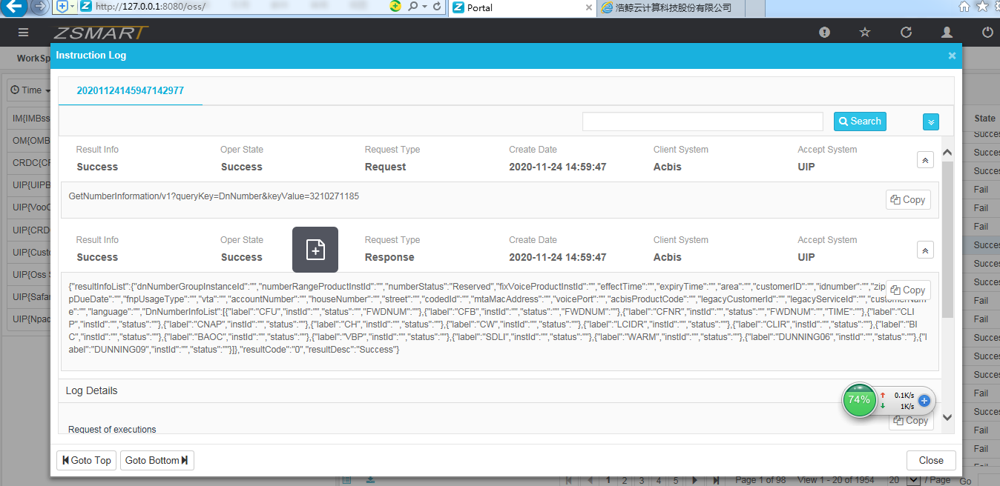 http://127.0.0.1:8080/oss/
Portal
浩鲸云计算科技股份有限公司
ZSMART
WorkSp
Instruction Log
Time
20201124145947142977
Search
IM{IMBss
OM{OMB
CRDC{CF
UIP{UIPB
UIP{VooC
UIP{CRD
UIP{Custo
UIP{Oss S
UIP{Safar
UIP{Npac
State
Succes
Succes
Succes
Fail
Fail
Fail
Succes
Succes
Succes
Fail
Fail
Succes
Succes
Succes
Fail
Succes
Fail
Fail
Result Info
Oper State
Request Type
Create Date
Client System
Accept System
Success
Success
Request
2020-11-24 14:59:47
Acbis
UIP
GetNumberInformation/v1?queryKey=DnNumber&keyValue=3210271185
Copy
Result Info
Oper State
Request Type
Create Date
Client System
Accept System
Success
Success
Response
2020-11-24 14:59:47
Acbis
UIP
{"resultInfoList":{"dnNumberGroupInstanceId":"","numberRangeProductInstId":"","numberStatus":"Reserved","fixVoiceProductInstId":"","effectTime":"","expiryTime":"","area":"","customerID":"","idnumber":"","zip
Copy
pDueDate":"","fnpUsageType":"","vta":"","accountNumber":"","houseNumber":"","street":"","codedId":"","mtaMacAddress":"","voicePort":"","acbisProductCode":"","legacyCustomerId":"","legacyServiceId":"","customerNam
e":"","language":"","DnNumberInfoList":[{"label":"CFU","instId":"","status":"","FWDNUM":""},{"label":"CFB","instId":"","status":"","FWDNUM":""},{"label":"CFNR","instId":"","status":"","FWDNUM":"","TIME":""},{"label":"CLI
P","instId":"","status":""},{"label":"CNAP","instId":"","status":""},{"label":"CH","instId":"","status":""},{"label":"CW","instId":"","status":""},{"label":"LCIDR","instId":"","status":""},{"label":"CLIR","instId":"","status":""},{"label":"BI
C","instId":"","status":""},{"label":"BAOC","instId":"","status":""},{"label":"VBP","instId":"","status":""},{"label":"SDLI","instId":"","status":""},{"label":"WARM","instId":"","status":""},{"label":"DUNNING06","instId":"","status":""},{"l
abel":"DUNNING09","instId":"","status":""}]},"resultCode":"0","resultDesc":"Success"}
Log Details
74%
0.1K/s
1K/s
Copy
Request of executions
Goto Top
Goto Bottom
Close
1 2 3 4 5
Page 1 of 98
View 1 - 20 of 1954
20
/ Page
Go